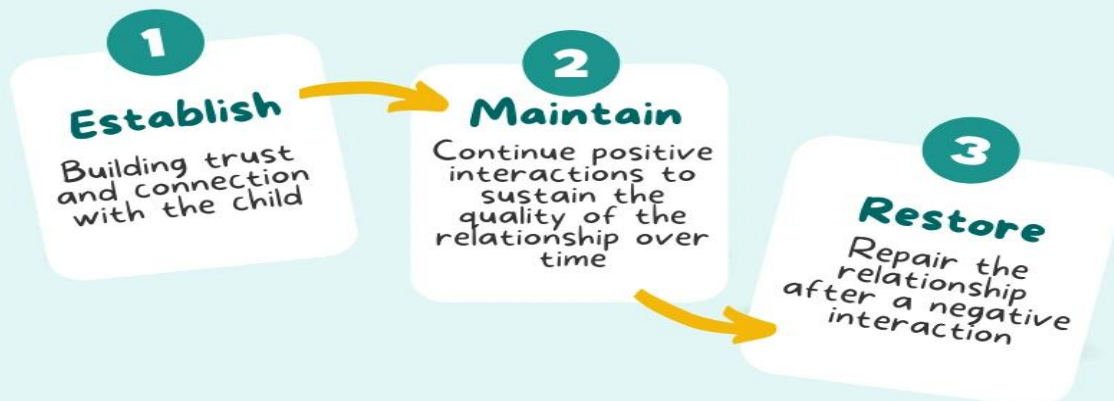 1
Establish
Building trust
and connection
with the child
2
Maintain
Continue positive
interactions to
sustain the
quality of the
relationship over
time
3
Restore
Repair the
relationship
after a negative
interaction